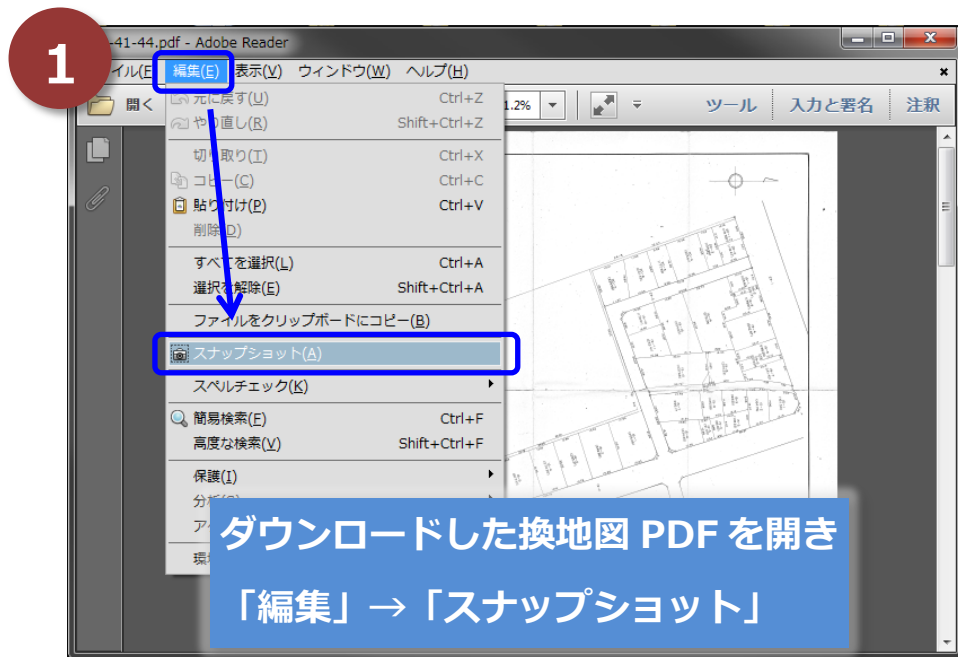 1
-41-44.pdf - Adobe Reader
イル(F 編集(E) 表示(V) ウィンドウ(W) ヘルプ(H)
開く 1.2% ツール 入力と署名 注釈
元に戻す(U) Ctrl+Z
やり直し(R) Shift+Ctrl+Z
切り取り(T) Ctrl+X
コピー(C) Ctrl+C
貼り付け(P) Ctrl+V
削除(D)
すべてを選択(L) Ctrl+A
選択を解除(E) Shift+Ctrl+A
ファイルをクリップボードにコピー(B)
スナップショット(A)
スペルチェック(K)
簡易検索(F) Ctrl+F
高度な検索(V) Shift+Ctrl+F
保護(I)
ダウンロードした換地図 PDF を開き
「編集」→「スナップショット」